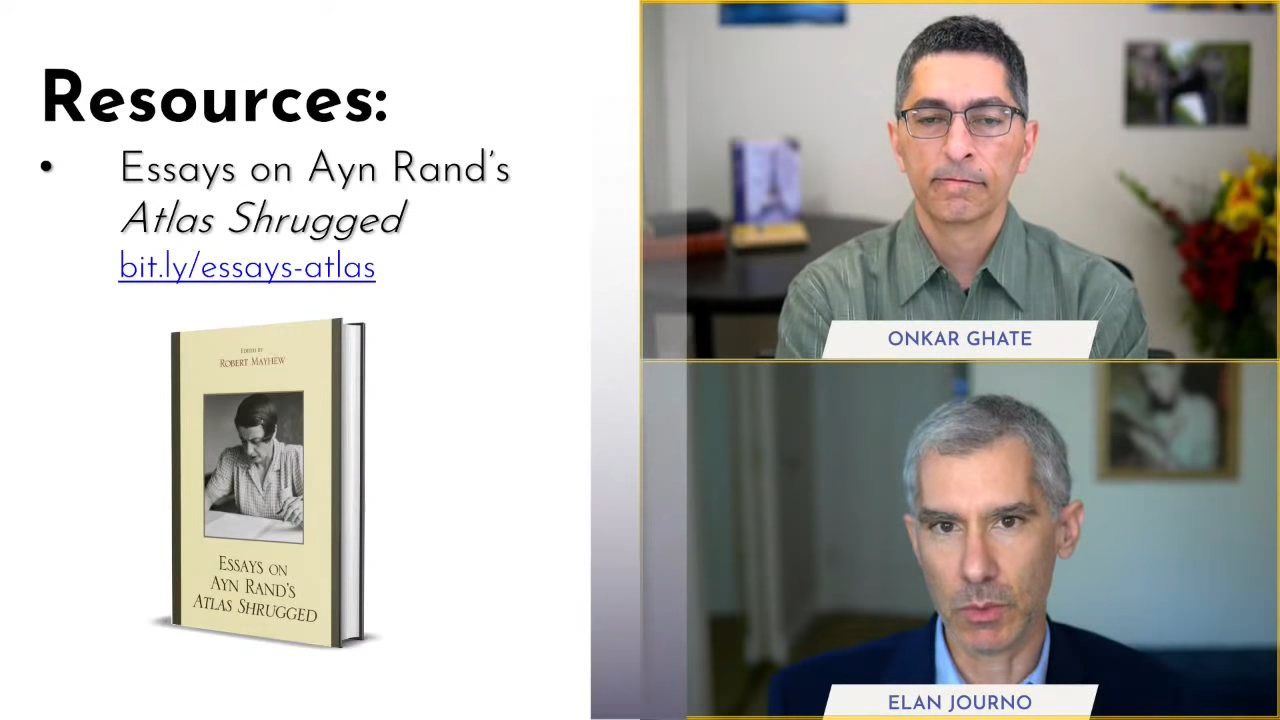 Resources:
• Essays on Ayn Rand's
Atlas Shrugged
bit.ly/essays-atlas
EDITED BY
ROBERT MAYHEW
ESSAYS ON
AYN RAND'S
ATLAS SHRUGGED
ONKAR GHATE
ELAN JOURNO